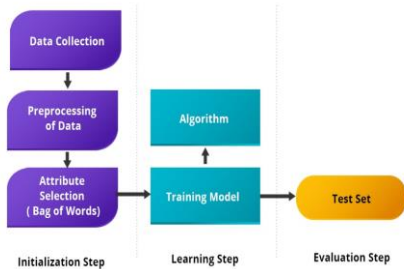 Data Collection
Preprocessing
of Data
Attribute
Selection
( Bag of Words)
Algorithm
Training Model
Test Set
Initialization Step
Learning Step
Evaluation Step